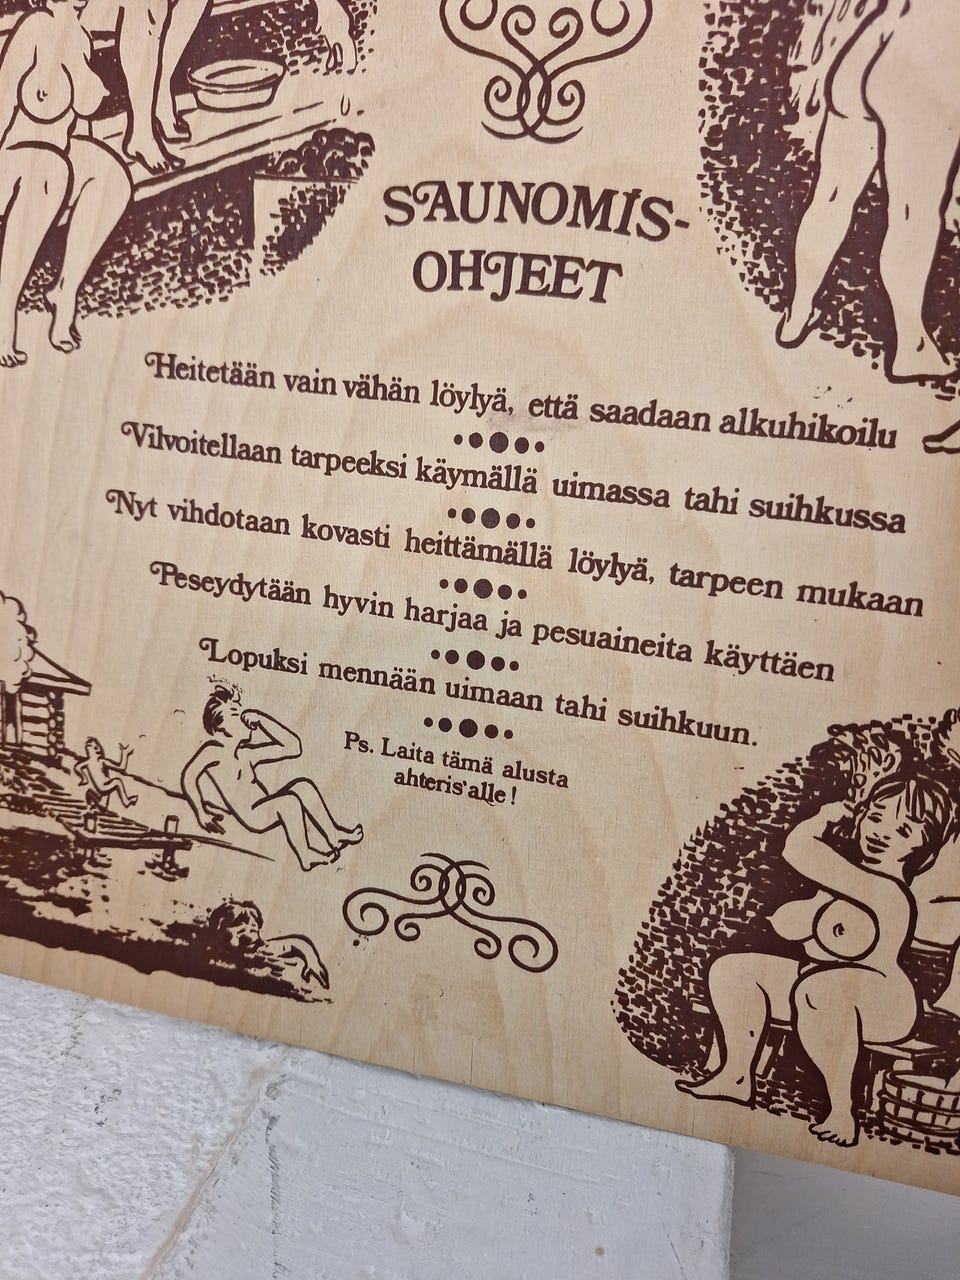 SAUNOMIS-
OHJEET
Heitetään vain vähän löylyä, että saadaan alkuhikoilu
Vilvoitellaan tarpeeksi käymällä uimassa tahi suihkussa
Nyt vihdotaan kovasti heittämällä löylyä, tarpeen mukaan
Peseydytään hyvin harjaa ja pesuaineita käyttäen
Lopuksi mennään uimaan tahi suihkuun.
Ps. Laita tämä alusta
ahteris'alle!